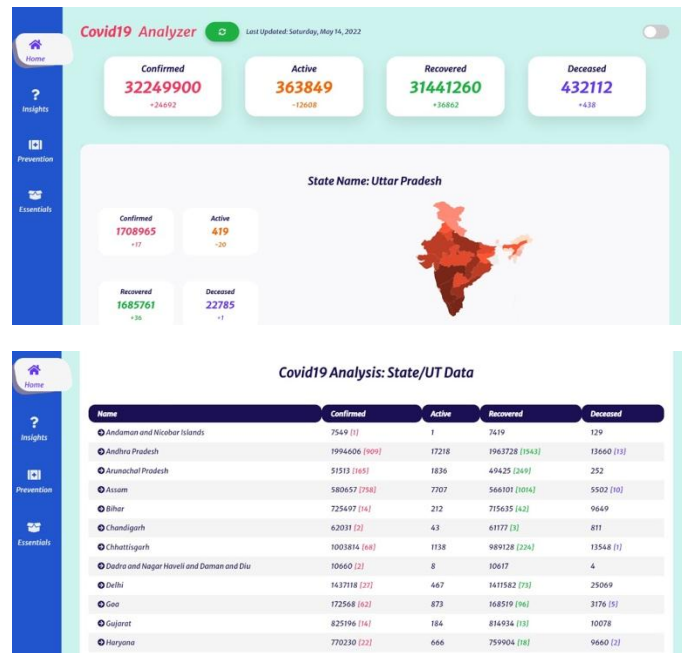 Covid19 Analyzer Last Updated: Saturday, May 14, 2022
Home
Insights
Prevention
Essentials
Confirmed Active Recovered Deceased
32249900 363849 31441260 432112
+24692 -12608 +36862 +438
State Name: Uttar Pradesh
Confirmed Active
1708965 419
+17 -20
Recovered Deceased
1685761 22785
+36 +1
Home
Insights
Prevention
Essentials
Covid19 Analysis: State/UT Data
Name Confirmed Active Recovered Deceased
Andaman and Nicobar Islands 7549 [1] 1 7419 129
Andhra Pradesh 1994606 [909] 17218 1963728 [1543] 13660 [13]
Arunachal Pradesh 51513 [165] 1836 49425 [249] 252
Assam 580657 [758] 7707 566101 [1014] 5502 [10]
Bihar 725497 [14] 212 715635 [42] 9649
Chandigarh 62031 [2] 43 61177 [3] 811
Chhattisgarh 1003814 [68] 1138 989128 [224] 13548 [1]
Dadra and Nagar Haveli and Daman and Diu 10660 [2] 8 10617 4
Delhi 1437118 [27] 467 1411582 [73] 25069
Goa 172568 [62] 873 168519 [96] 3176 [5]
Gujarat 825196 [14] 184 814934 [13] 10078
Haryana 770230 [22] 666 759904 [18] 9660 [2]